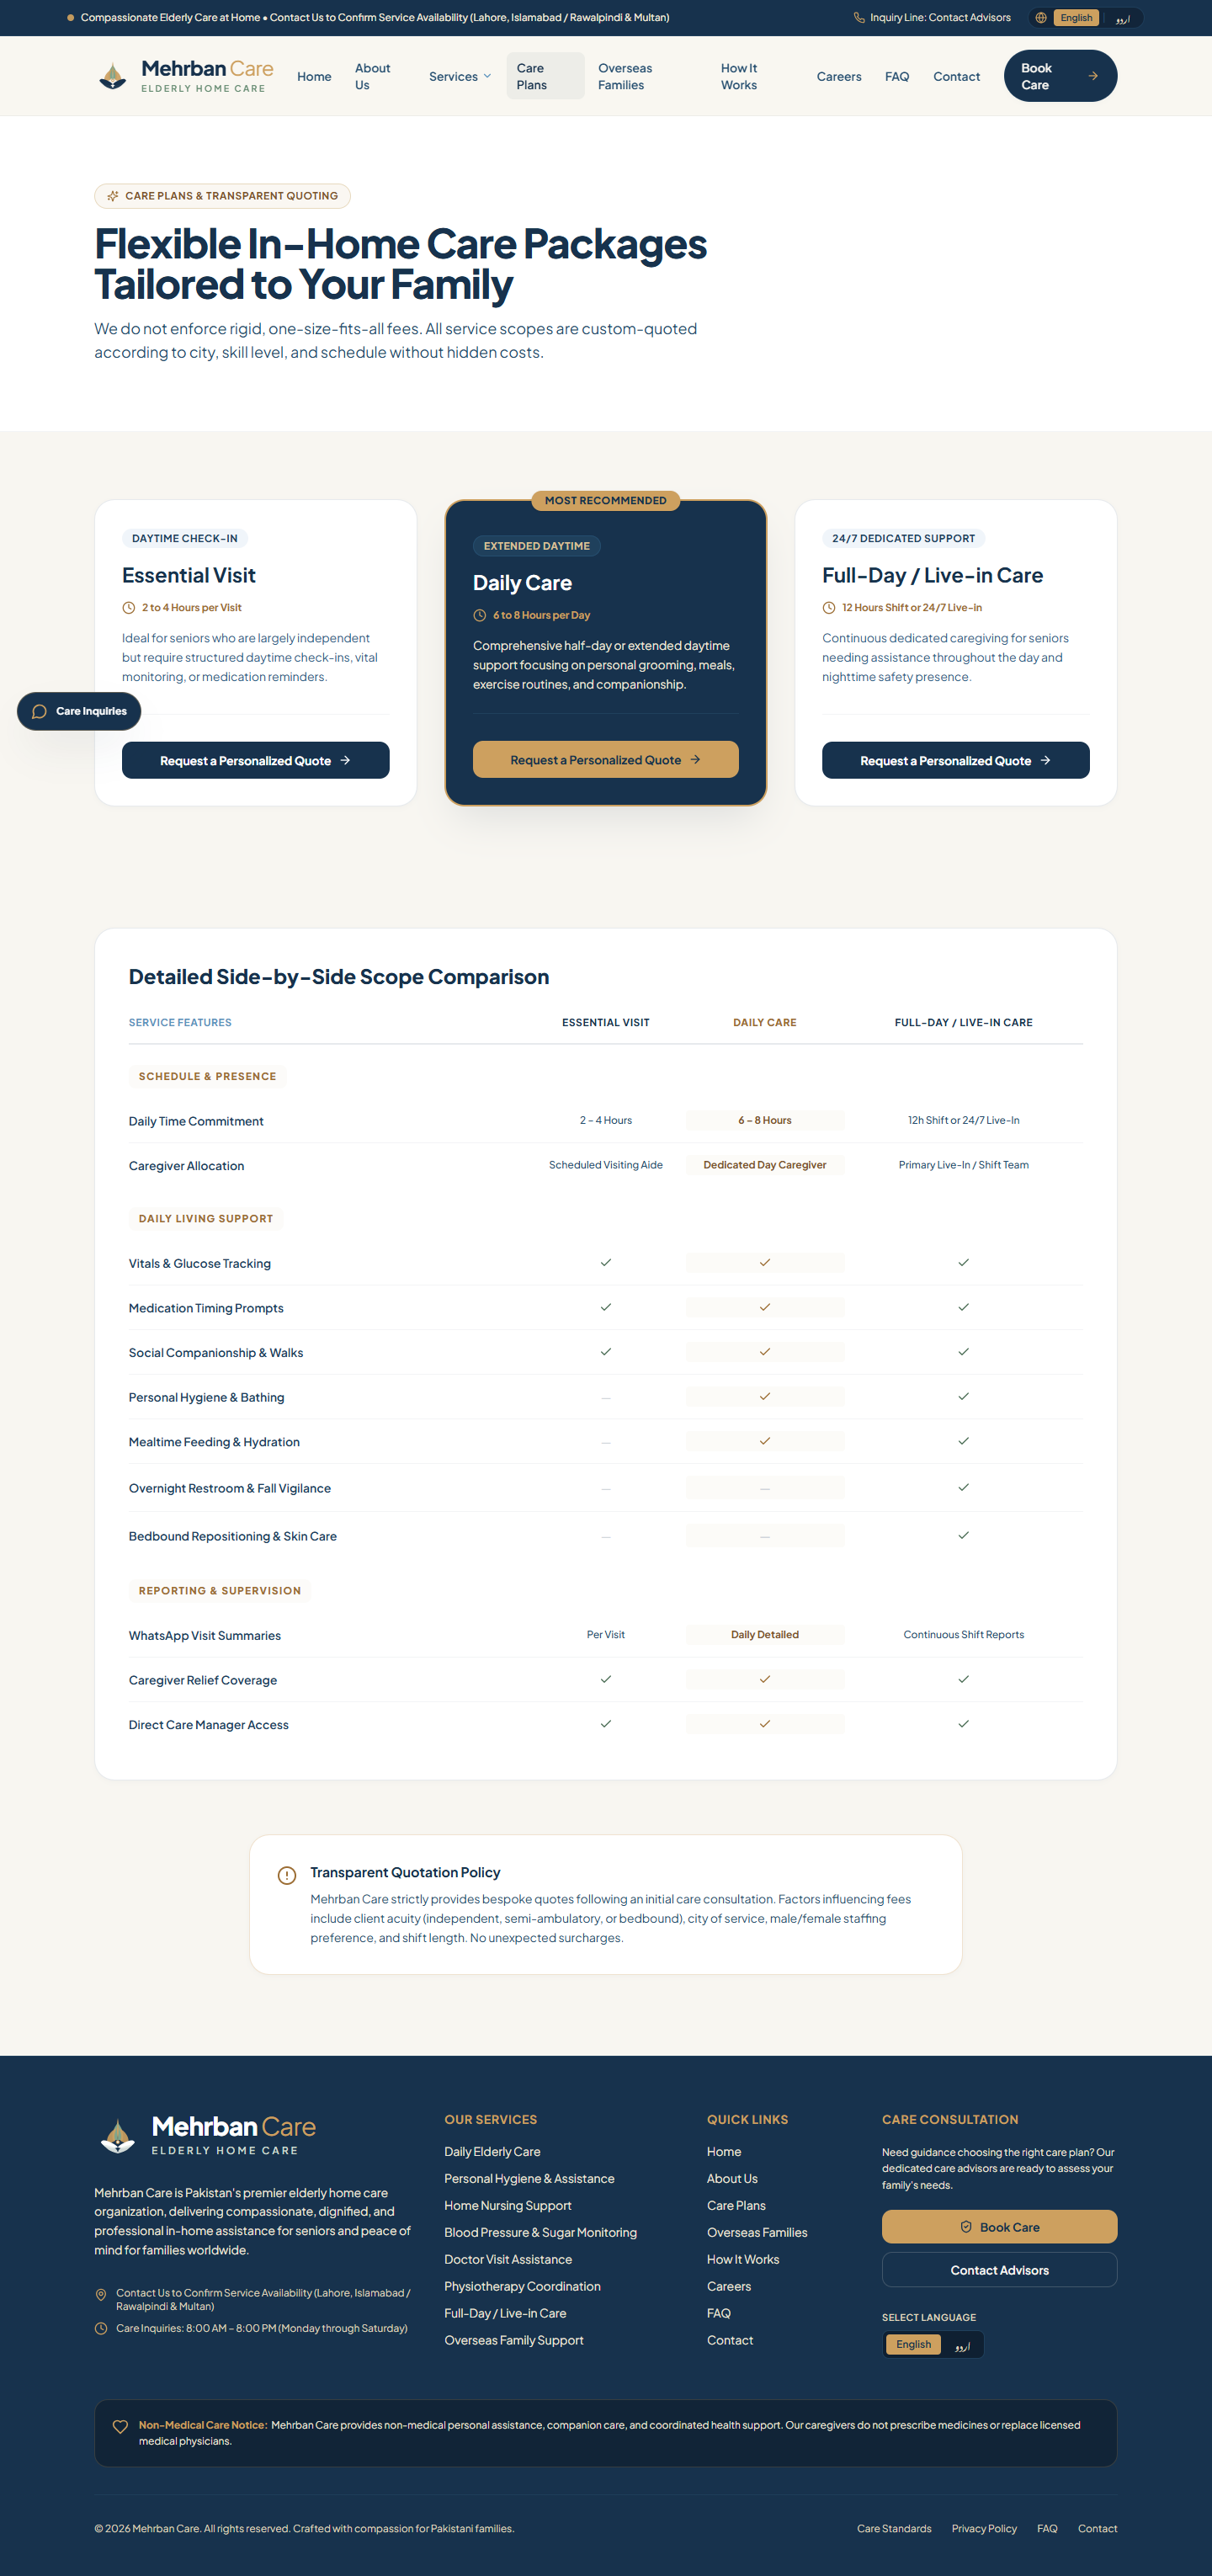 Compassionate Elderly Care at Home • Contact Us to Confirm Service Availability (Lahore, Islamabad / Rawalpindi & Multan)
Inquiry Line: Contact Advisors
English
اردو
Mehrban Care
ELDERLY HOME CARE
Home
About Us
Services
Care Plans
Overseas Families
How It Works
Careers
FAQ
Contact
Book Care
CARE PLANS & TRANSPARENT QUOTING
Flexible In-Home Care Packages
Tailored to Your Family
We do not enforce rigid, one-size-fits-all fees. All service scopes are custom-quoted
according to city, skill level, and schedule without hidden costs.
DAYTIME CHECK-IN
Essential Visit
2 to 4 Hours per Visit
Ideal for seniors who are largely independent
but require structured daytime check-ins, vital
monitoring, or medication reminders.
Request a Personalized Quote
MOST RECOMMENDED
EXTENDED DAYTIME
Daily Care
6 to 8 Hours per Day
Comprehensive half-day or extended daytime
support focusing on personal grooming, meals,
exercise routines, and companionship.
Request a Personalized Quote
24/7 DEDICATED SUPPORT
Full-Day / Live-in Care
12 Hours Shift or 24/7 Live-in
Continuous dedicated caregiving for seniors
needing assistance throughout the day and
nighttime safety presence.
Request a Personalized Quote
Care Inquiries
Detailed Side-by-Side Scope Comparison
SERVICE FEATURES
ESSENTIAL VISIT
DAILY CARE
FULL-DAY / LIVE-IN CARE
SCHEDULE & PRESENCE
Daily Time Commitment
2 – 4 Hours
6 – 8 Hours
12h Shift or 24/7 Live-In
Caregiver Allocation
Scheduled Visiting Aide
Dedicated Day Caregiver
Primary Live-In / Shift Team
DAILY LIVING SUPPORT
Vitals & Glucose Tracking
Medication Timing Prompts
Social Companionship & Walks
Personal Hygiene & Bathing
—
Mealtime Feeding & Hydration
—
Overnight Restroom & Fall Vigilance
—
—
Bedbound Repositioning & Skin Care
—
—
REPORTING & SUPERVISION
WhatsApp Visit Summaries
Per Visit
Daily Detailed
Continuous Shift Reports
Caregiver Relief Coverage
Direct Care Manager Access
Transparent Quotation Policy
Mehrban Care strictly provides bespoke quotes following an initial care consultation. Factors influencing fees
include client acuity (independent, semi-ambulatory, or bedbound), city of service, male/female staffing
preference, and shift length. No unexpected surcharges.
Mehrban Care
ELDERLY HOME CARE
Mehrban Care is Pakistan's premier elderly home care
organization, delivering compassionate, dignified, and
professional in-home assistance for seniors and peace of
mind for families worldwide.
Contact Us to Confirm Service Availability (Lahore, Islamabad /
Rawalpindi & Multan)
Care Inquiries: 8:00 AM – 8:00 PM (Monday through Saturday)
OUR SERVICES
Daily Elderly Care
Personal Hygiene & Assistance
Home Nursing Support
Blood Pressure & Sugar Monitoring
Doctor Visit Assistance
Physiotherapy Coordination
Full-Day / Live-in Care
Overseas Family Support
QUICK LINKS
Home
About Us
Care Plans
Overseas Families
How It Works
Careers
FAQ
Contact
CARE CONSULTATION
Need guidance choosing the right care plan? Our
dedicated care advisors are ready to assess your
family's needs.
Book Care
Contact Advisors
SELECT LANGUAGE
English
اردو
Non-Medical Care Notice: Mehrban Care provides non-medical personal assistance, companion care, and coordinated health support. Our caregivers do not prescribe medicines or replace licensed
medical physicians.
© 2026 Mehrban Care. All rights reserved. Crafted with compassion for Pakistani families.
Care Standards
Privacy Policy
FAQ
Contact